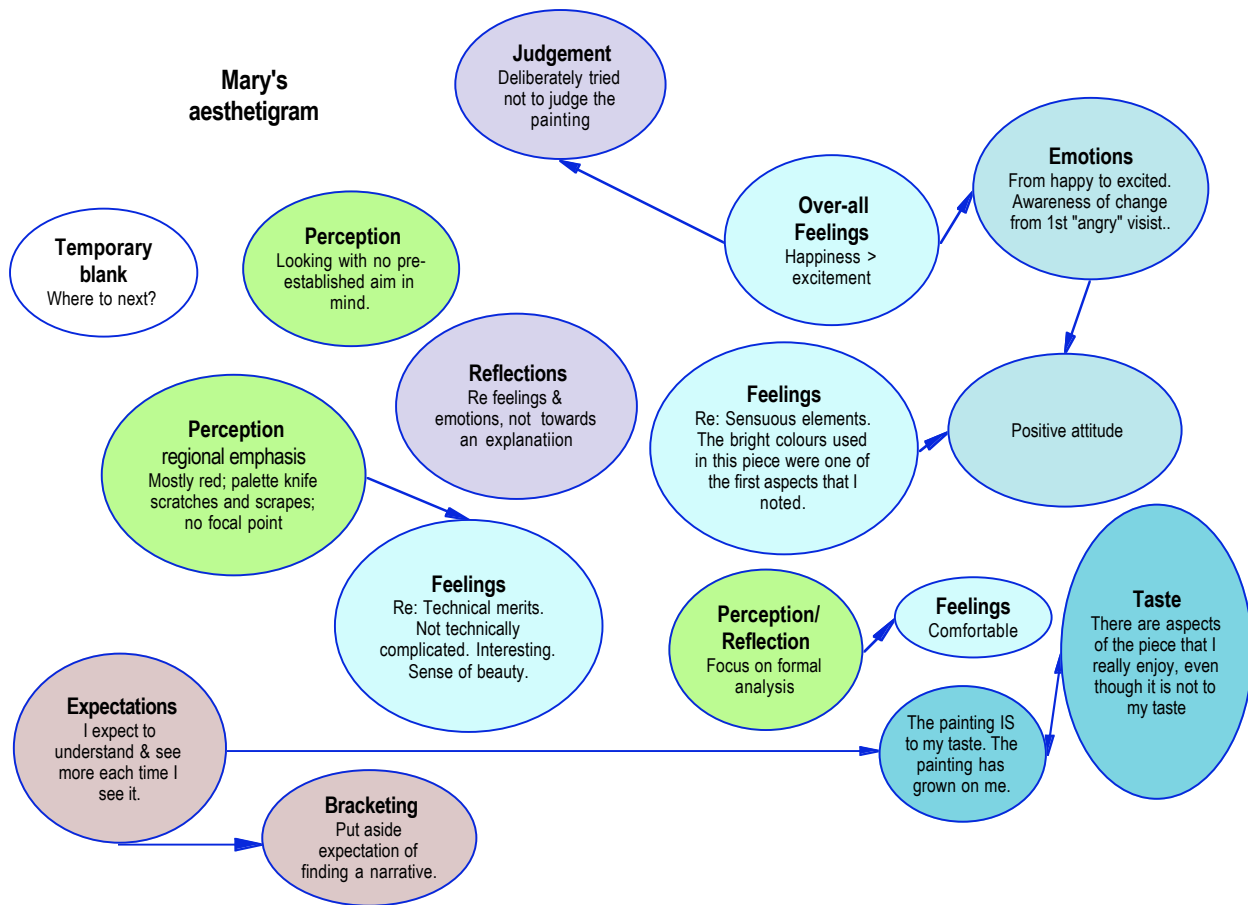 Mary's
aesthetigram
Judgement
Deliberately tried
not to judge the
painting
Emotions
From happy to excited.
Awareness of change
from 1st "angry" visist..
Over-all
Feelings
Happiness >
excitement
Perception
Looking with no pre-
established aim in
mind.
Temporary
blank
Where to next?
Reflections
Re feelings &
emotions, not towards
an explanatiion
Feelings
Re: Sensuous elements.
The bright colours used
in this piece were one of
the first aspects that I
noted.
Positive attitude
Perception
regional emphasis
Mostly red; palette knife
scratches and scrapes;
no focal point
Feelings
Re: Technical merits.
Not technically
complicated. Interesting.
Sense of beauty.
Perception/
Reflection
Focus on formal
analysis
Feelings
Comfortable
Taste
There are aspects
of the piece that I
really enjoy, even
though it is not to
my taste
Expectations
I expect to
understand & see
more each time I
see it.
The painting IS
to my taste. The
painting has
grown on me.
Bracketing
Put aside
expectation of
finding a narrative.